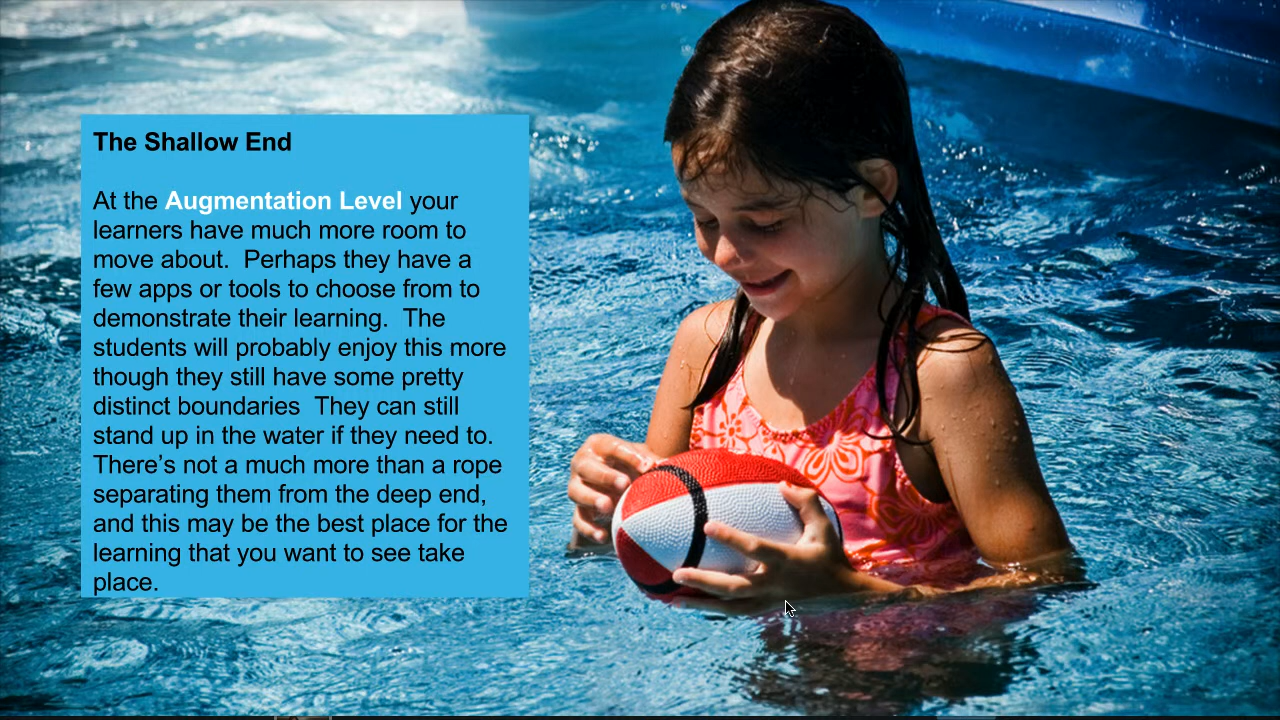 The Shallow End
At the Augmentation Level your
learners have much more room to
move about.  Perhaps they have a
few apps or tools to choose from to
demonstrate their learning.  The
students will probably enjoy this more
though they still have some pretty
distinct boundaries  They can still
stand up in the water if they need to.
There’s not a much more than a rope
separating them from the deep end,
and this may be the best place for the
learning that you want to see take
place.